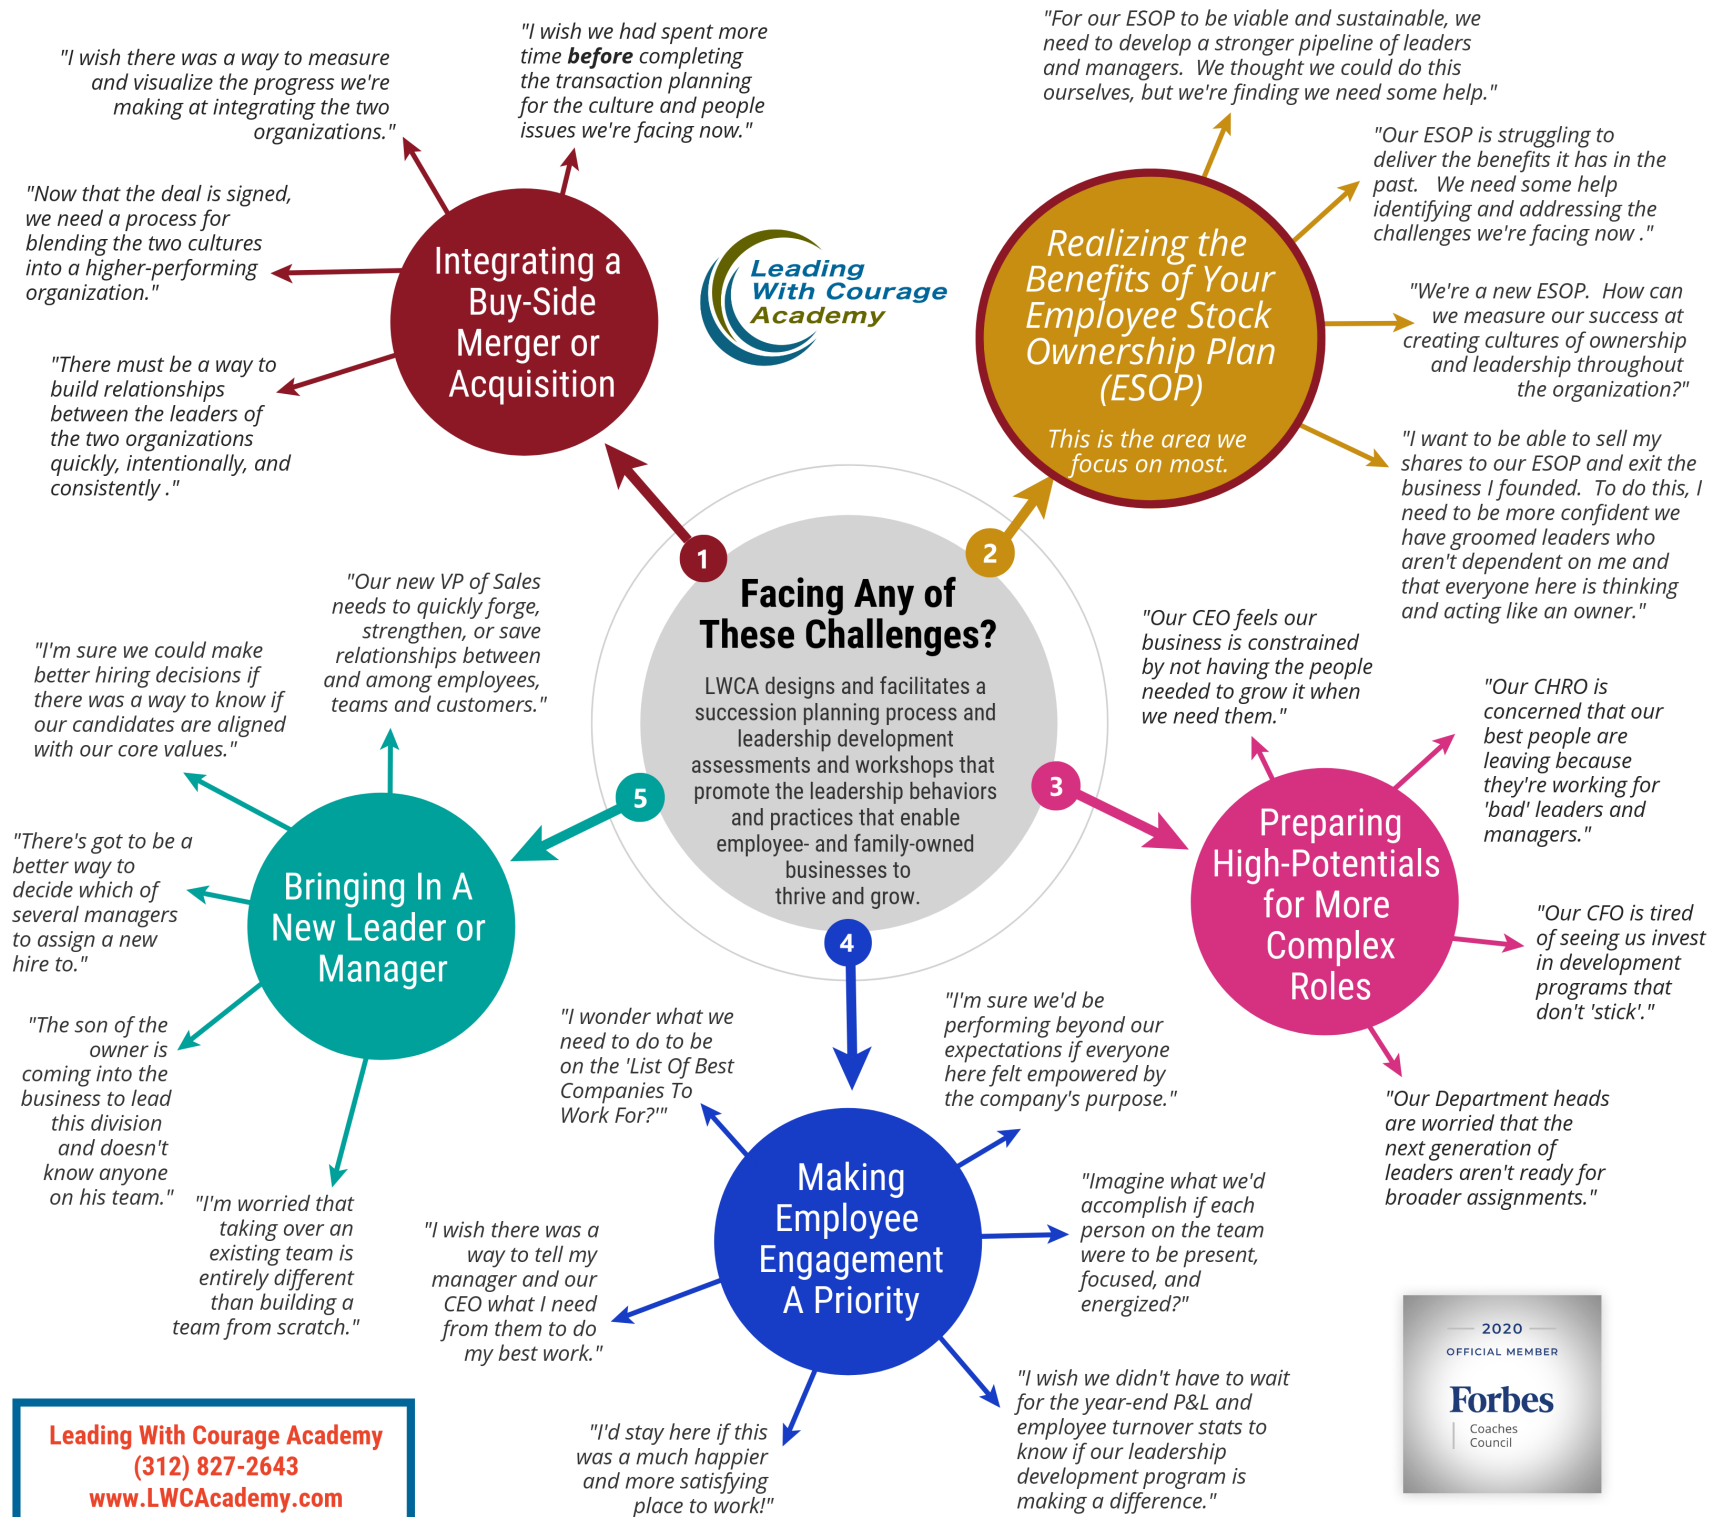 "I wish there was a way to measure
and visualize the progress we're
making at integrating the two
organizations."
"I wish we had spent more
time before completing
the transaction planning
for the culture and people
issues we're facing now."
"Now that the deal is signed,
we need a process for
blending the two cultures
into a higher-performing
organization."
"There must be a way to
build relationships
between the leaders of
the two organizations
quickly, intentionally, and
consistently ."
Integrating a
Buy-Side
Merger or
Acquisition
Leading
With Courage
Academy
"For our ESOP to be viable and sustainable, we
need to develop a stronger pipeline of leaders
and managers.  We thought we could do this
ourselves, but we're finding we need some help."
"Our ESOP is struggling to
deliver the benefits it has in the
past.   We need some help
identifying and addressing the
challenges we're facing now ."
"We're a new ESOP.  How can
we measure our success at
creating cultures of ownership
and leadership throughout
the organization?"
"I want to be able to sell my
shares to our ESOP and exit the
business I founded.  To do this, I
need to be more confident we
have groomed leaders who
aren't dependent on me and
that everyone here is thinking
and acting like an owner."
Realizing the
Benefits of Your
Employee Stock
Ownership Plan
(ESOP)
This is the area we
focus on most.
1
2
3
4
5
Facing Any of
These Challenges?
LWCA designs and facilitates a
succession planning process and
leadership development
assessments and workshops that
promote the leadership behaviors
and practices that enable
employee- and family-owned
businesses to
thrive and grow.
"Our CEO feels our
business is constrained
by not having the people
needed to grow it when
we need them."
"Our CHRO is
concerned that our
best people are
leaving because
they're working for
'bad' leaders and
managers."
Preparing
High-Potentials
for More
Complex
Roles
"Our CFO is tired
of seeing us invest
in development
programs that
don't 'stick'."
"Our Department heads
are worried that the
next generation of
leaders aren't ready for
broader assignments."
"Our new VP of Sales
needs to quickly forge,
strengthen, or save
relationships between
and among employees,
teams and customers."
"I'm sure we could make
better hiring decisions if
there was a way to know if
our candidates are aligned
with our core values."
"There's got to be a
better way to
decide which of
several managers
to assign a new
hire to."
Bringing In A
New Leader or
Manager
"The son of the
owner is
coming into the
business to lead
this division
and doesn't
know anyone
on his team."
"I'm worried that
taking over an
existing team is
entirely different
than building a
team from scratch."
"I wonder what we
need to do to be
on the 'List Of Best
Companies To
Work For?'"
"I'm sure we'd be
performing beyond our
expectations if everyone
here felt empowered by
the company's purpose."
Making
Employee
Engagement
A Priority
"Imagine what we'd
accomplish if each
person on the team
were to be present,
focused, and
energized?"
"I wish there was a
way to tell my
manager and our
CEO what I need
from them to do
my best work."
"I'd stay here if this
was a much happier
and more satisfying
place to work!"
"I wish we didn't have to wait
for the year-end P&L and
employee turnover stats to
know if our leadership
development program is
making a difference."
Leading With Courage Academy
(312) 827-2643
www.LWCAcademy.com
2020
OFFICIAL MEMBER
Forbes
Coaches
Council